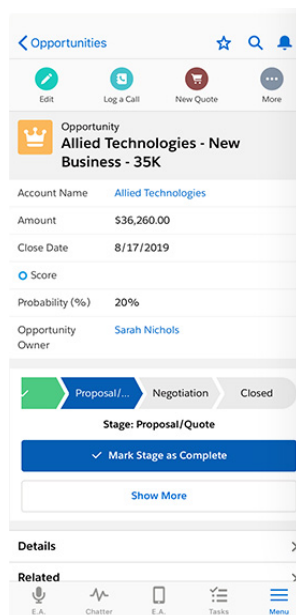 Opportunities
Edit
Log a Call
New Quote
More
Opportunity
Allied Technologies - New
Business - 35K
Account Name Allied Technologies
Amount $36,260.00
Close Date 8/17/2019
Score
Probability (%) 20%
Opportunity Sarah Nichols
Owner
Proposal/... Negotiation Closed
Stage: Proposal/Quote
Mark Stage as Complete
Show More
Details
Related
E.A. Chatter E.A. Tasks Menu